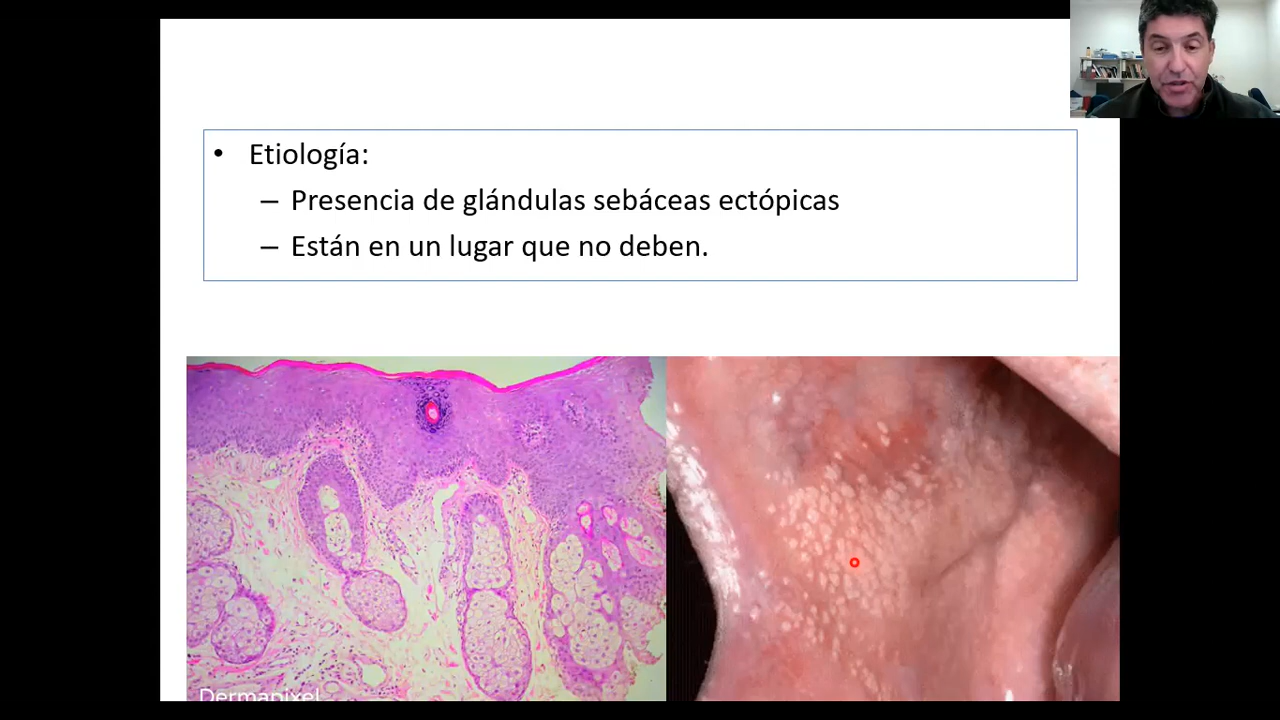 • Etiología:
– Presencia de glándulas sebáceas ectópicas
– Están en un lugar que no deben.
Dermapixel